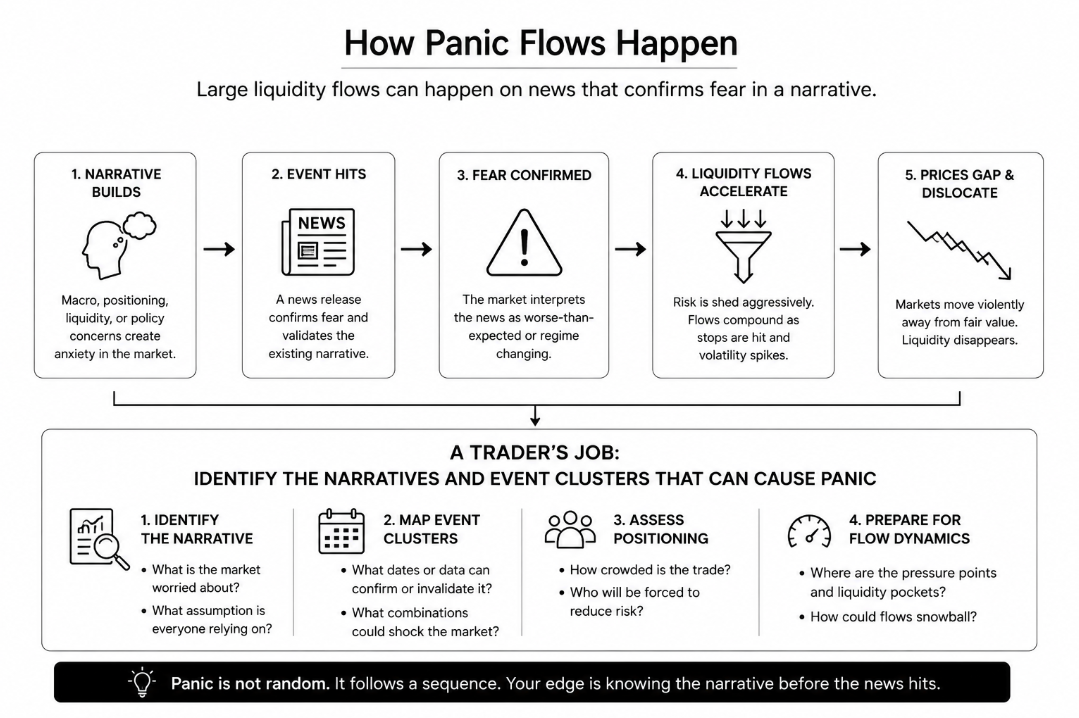 How Panic Flows Happen
Large liquidity flows can happen on news that confirms fear in a narrative.
1. NARRATIVE
BUILDS
Macro, positioning,
liquidity, or policy
concerns create
anxiety in the market.
2. EVENT HITS
NEWS
A news release
confirms fear and
validates the
existing narrative.
3. FEAR CONFIRMED
!
The market interprets
the news as worse-than-
expected or regime
changing.
4. LIQUIDITY FLOWS
ACCELERATE
Risk is shed aggressively.
Flows compound as
stops are hit and
volatility spikes.
5. PRICES GAP &
DISLOCATE
Markets move violently
away from fair value.
Liquidity disappears.
A TRADER'S JOB:
IDENTIFY THE NARRATIVES AND EVENT CLUSTERS THAT CAN CAUSE PANIC
1. IDENTIFY
THE NARRATIVE
• What is the market
worried about?
• What assumption is
everyone relying on?
2. MAP EVENT
CLUSTERS
• What dates or data can
confirm or invalidate it?
• What combinations
could shock the market?
3. ASSESS
POSITIONING
• How crowded is the trade?
• Who will be forced to
reduce risk?
4. PREPARE FOR
FLOW DYNAMICS
• Where are the pressure points
and liquidity pockets?
• How could flows snowball?
Panic is not random. It follows a sequence. Your edge is knowing the narrative before the news hits.